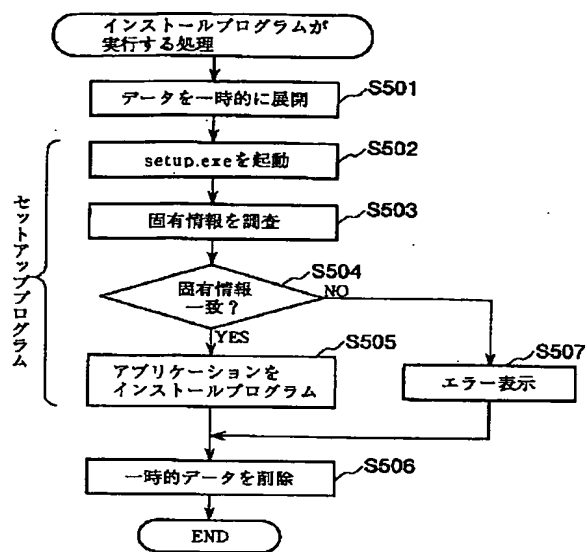 インストールプログラムが
実行する処理
データを一時的に展開
S501
setup.exeを起動
S502
固有情報を調査
S503
セットアッププログラム
固有情報
一致?
S504
NO
YES
アプリケーションを
インストールプログラム
S505
エラー表示
S507
一時的データを削除
S506
END